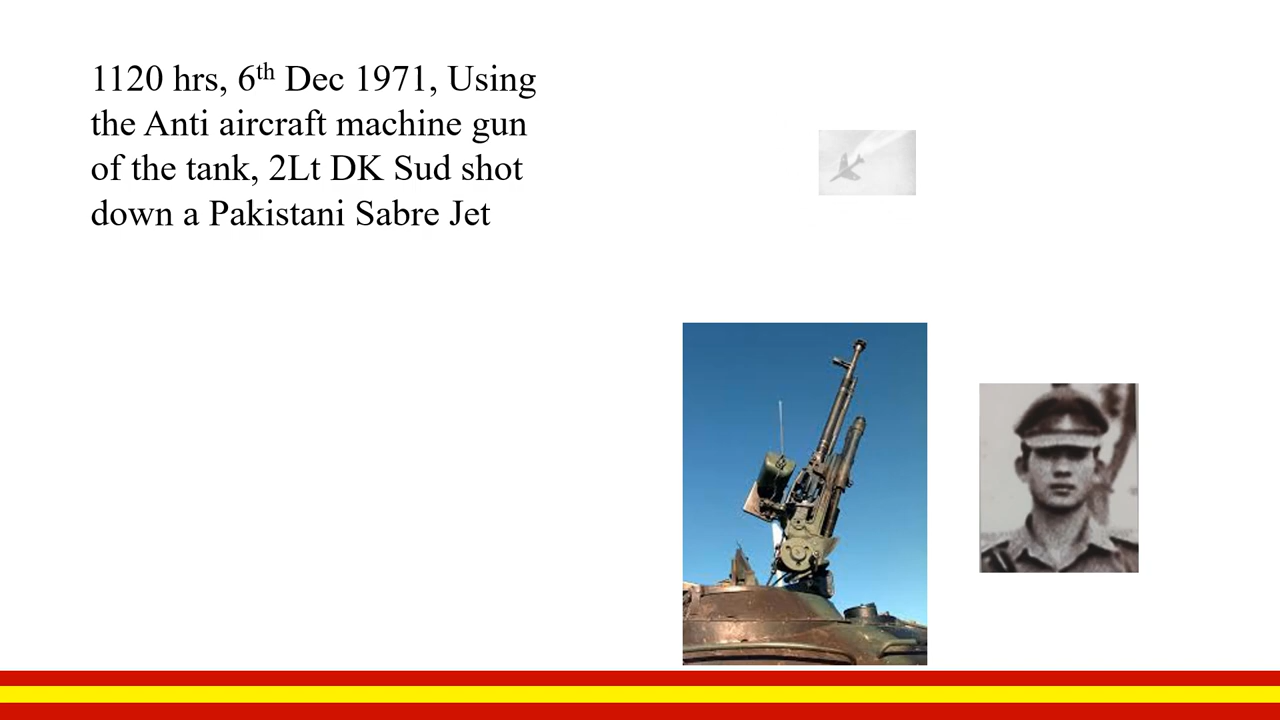 1120 hrs, 6th Dec 1971, Using
the Anti aircraft machine gun
of the tank, 2Lt DK Sud shot
down a Pakistani Sabre Jet